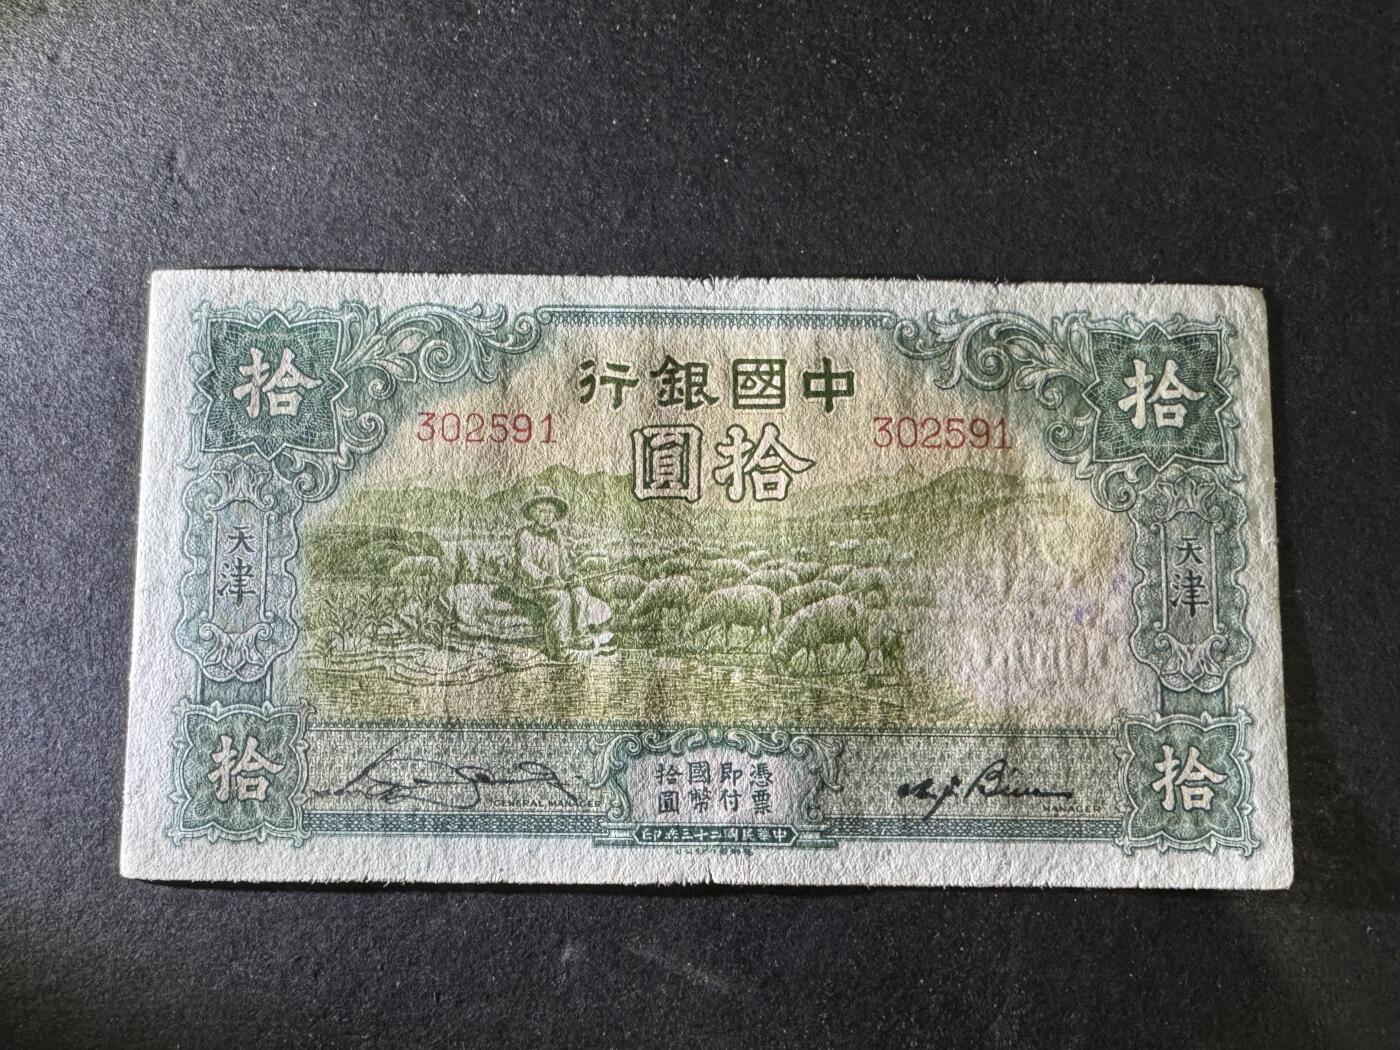 拾
拾
中國銀行
302591
302591
拾圓
天津
天津
憑票
即付
國幣
拾圓
GENERAL MANAGER
MANAGER
拾
拾
中華民國二十三年印